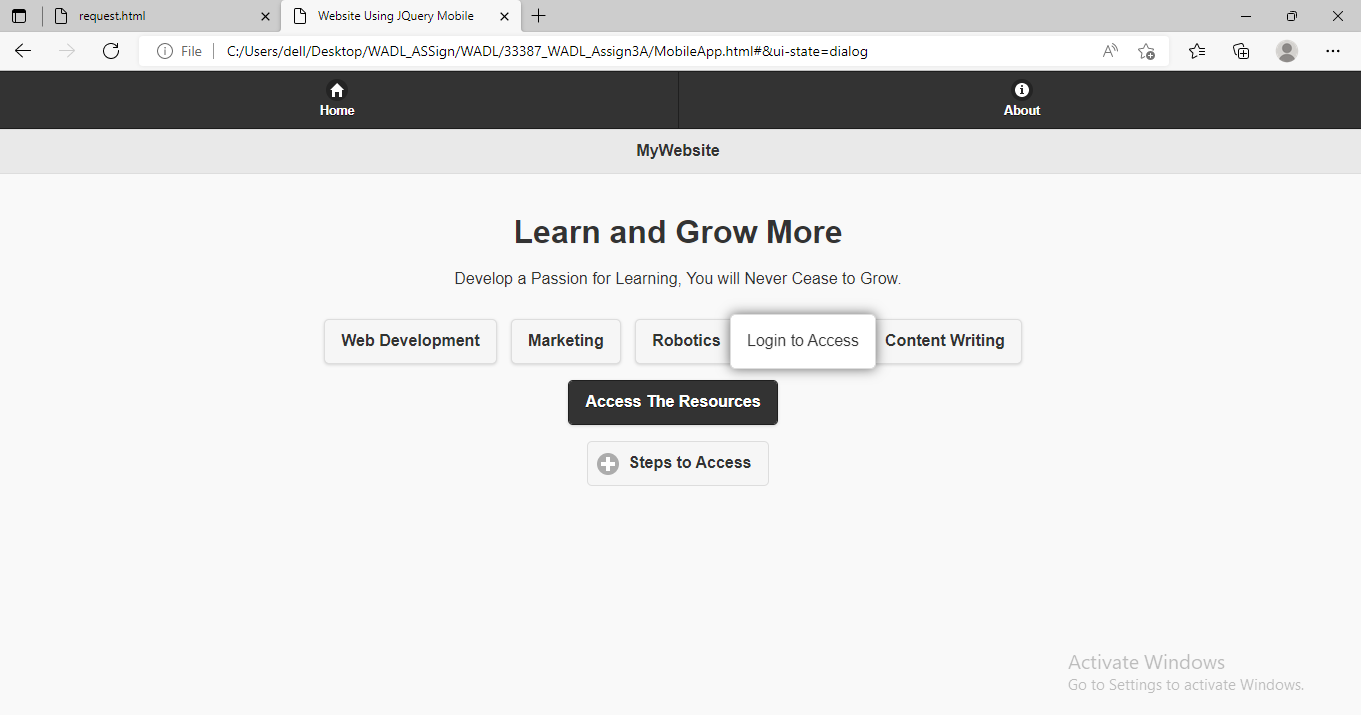 request.html
Website Using JQuery Mobile
File
C:/Users/dell/Desktop/WADL_ASSign/WADL/33387_WADL_Assign3A/MobileApp.html#&ui-state=dialog
Home
About
MyWebsite
Learn and Grow More
Develop a Passion for Learning, You will Never Cease to Grow.
Web Development
Marketing
Robotics
Login to Access
Content Writing
Access The Resources
Steps to Access
Activate Windows
Go to Settings to activate Windows.